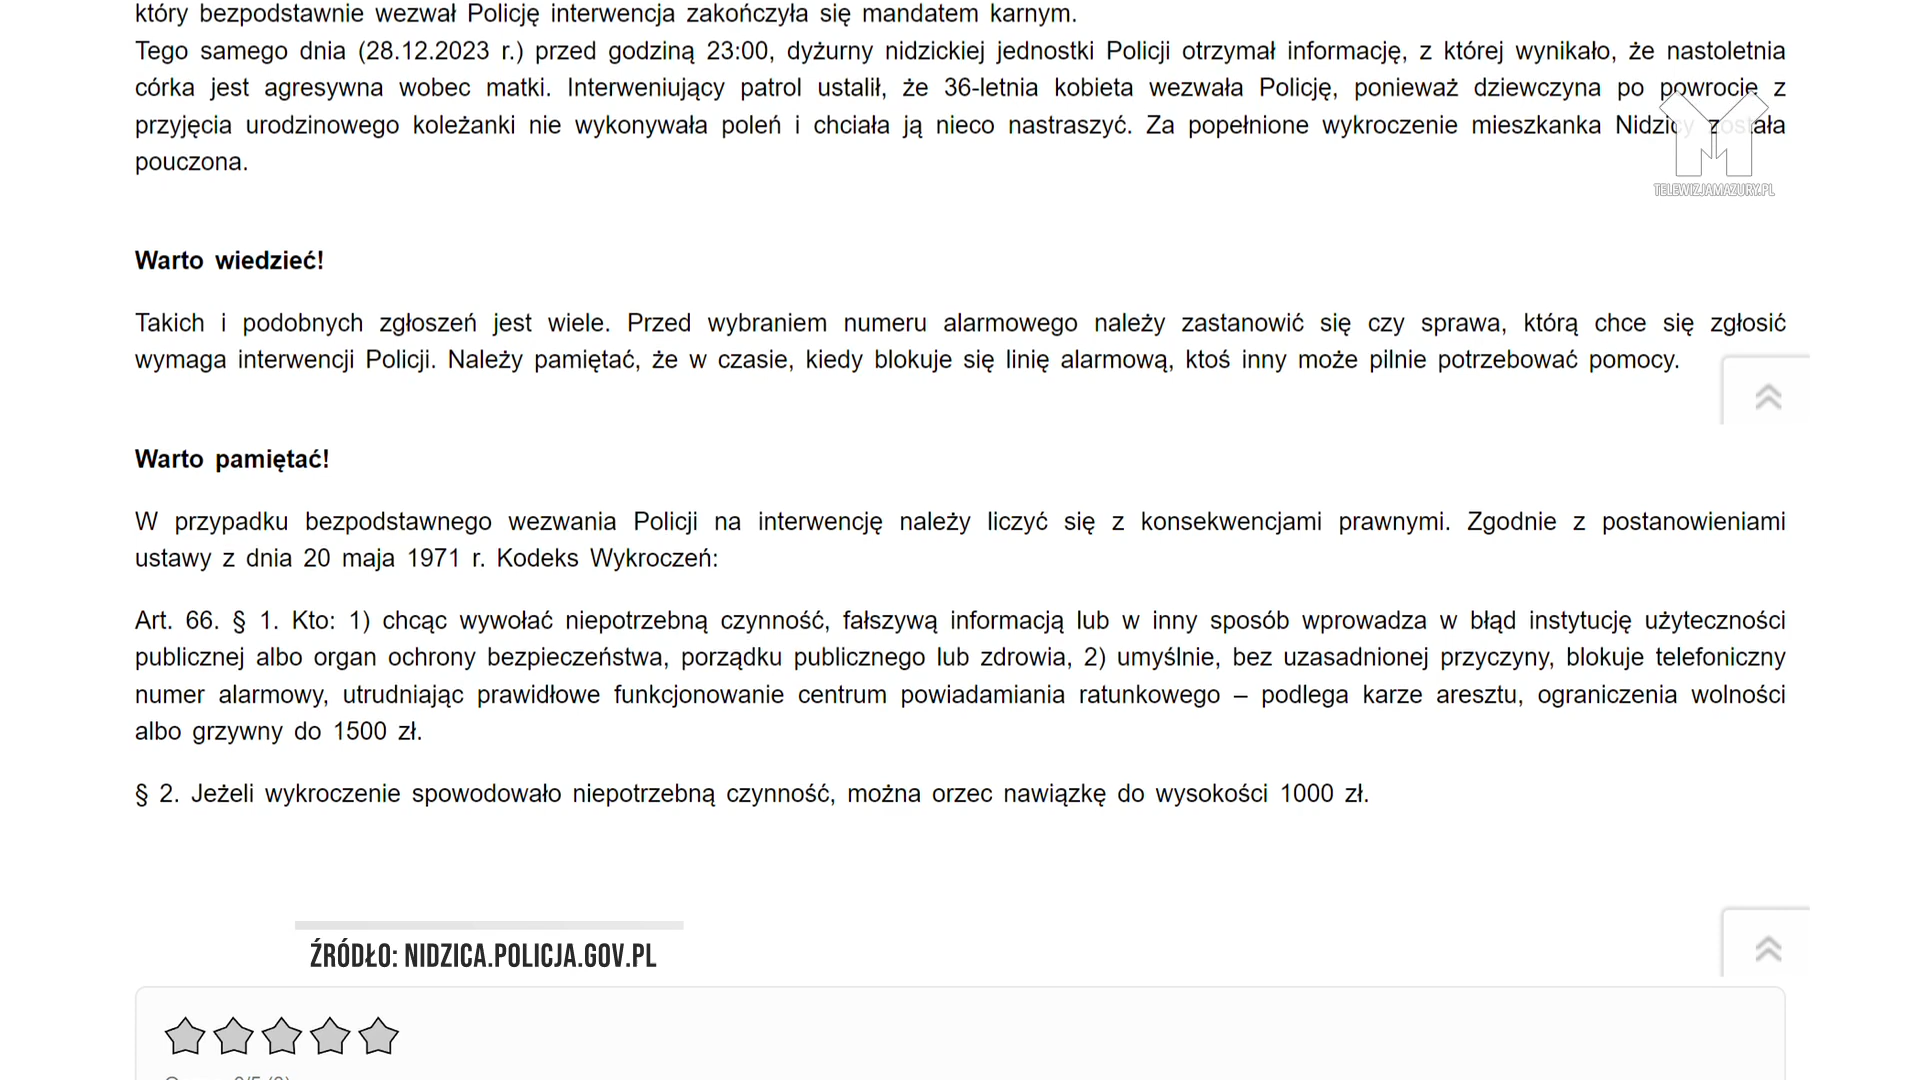 który bezpodstawnie wezwał Policję interwencja zakończyła się mandatem karnym.
Tego samego dnia (28.12.2023 r.) przed godziną 23:00, dyżurny nidzickiej jednostki Policji otrzymał informację, z której wynikało, że nastoletnia
córka jest agresywna wobec matki. Interweniujący patrol ustalił, że 36-letnia kobieta wezwała Policję, ponieważ dziewczyna po powrocie z
przyjęcia urodzinowego koleżanki nie wykonywała poleń i chciała ją nieco nastraszyć. Za popełnione wykroczenie mieszkanka Nidzicy została
pouczona.
TELEWIZJAMAZURY.PL
Warto wiedzieć!
Takich i podobnych zgłoszeń jest wiele. Przed wybraniem numeru alarmowego należy zastanowić się czy sprawa, którą chce się zgłosić
wymaga interwencji Policji. Należy pamiętać, że w czasie, kiedy blokuje się linię alarmową, ktoś inny może pilnie potrzebować pomocy.
Warto pamiętać!
W przypadku bezpodstawnego wezwania Policji na interwencję należy liczyć się z konsekwencjami prawnymi. Zgodnie z postanowieniami
ustawy z dnia 20 maja 1971 r. Kodeks Wykroczeń:
Art. 66. § 1. Kto: 1) chcąc wywołać niepotrzebną czynność, fałszywą informacją lub w inny sposób wprowadza w błąd instytucję użyteczności
publicznej albo organ ochrony bezpieczeństwa, porządku publicznego lub zdrowia, 2) umyślnie, bez uzasadnionej przyczyny, blokuje telefoniczny
numer alarmowy, utrudniając prawidłowe funkcjonowanie centrum powiadamiania ratunkowego – podlega karze aresztu, ograniczenia wolności
albo grzywny do 1500 zł.
§ 2. Jeżeli wykroczenie spowodowało niepotrzebną czynność, można orzec nawiązkę do wysokości 1000 zł.
ŹRÓDŁO: NIDZICA.POLICJA.GOV.PL